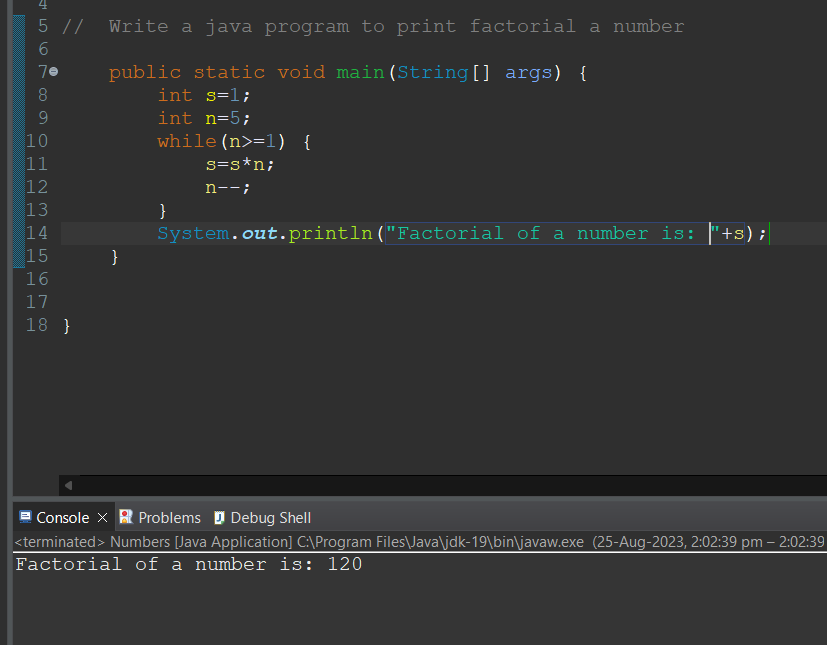 4
5 //  Write a java program to print factorial a number
6
7     public static void main(String[] args) {
8         int s=1;
9         int n=5;
10         while(n>=1) {
11             s=s*n;
12             n--;
13         }
14         System.out.println("Factorial of a number is: "+s);
15     }
16
17
18 }
Console Problems Debug Shell
<terminated> Numbers [Java Application] C:\Program Files\Java\jdk-19\bin\javaw.exe (25-Aug-2023, 2:02:39 pm – 2:02:39
Factorial of a number is: 120